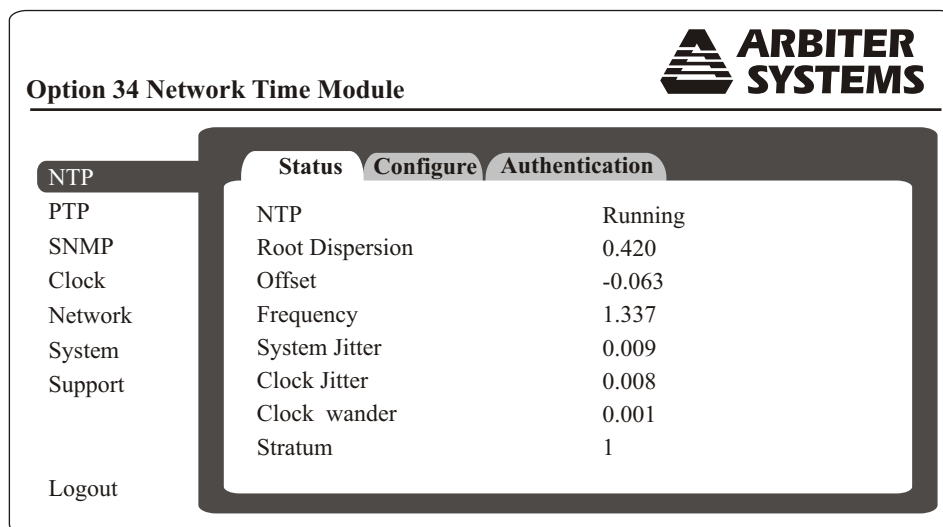 ARBITER
SYSTEMS
Option 34 Network Time Module
NTP
PTP
SNMP
Clock
Network
System
Support
Logout
Status Configure Authentication
NTP Running
Root Dispersion 0.420
Offset -0.063
Frequency 1.337
System Jitter 0.009
Clock Jitter 0.008
Clock wander 0.001
Stratum 1